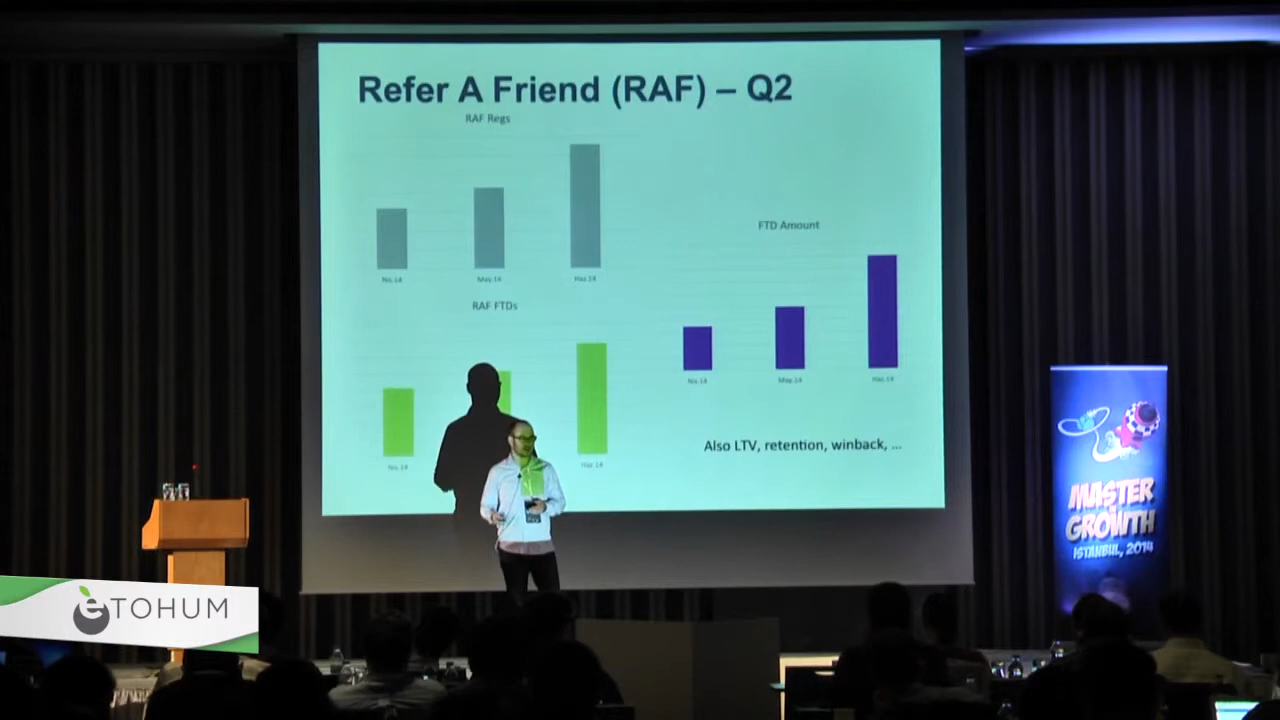 Refer A Friend (RAF) – Q2
RAF Regs
Nis.14
May.14
Haz.14
RAF FTDs
Nis.14
Haz.14
FTD Amount
Nis.14
May.14
Haz.14
Also LTV, retention, winback, ...
MASTER
GROWTH
ISTANBUL, 2014
eTOHUM